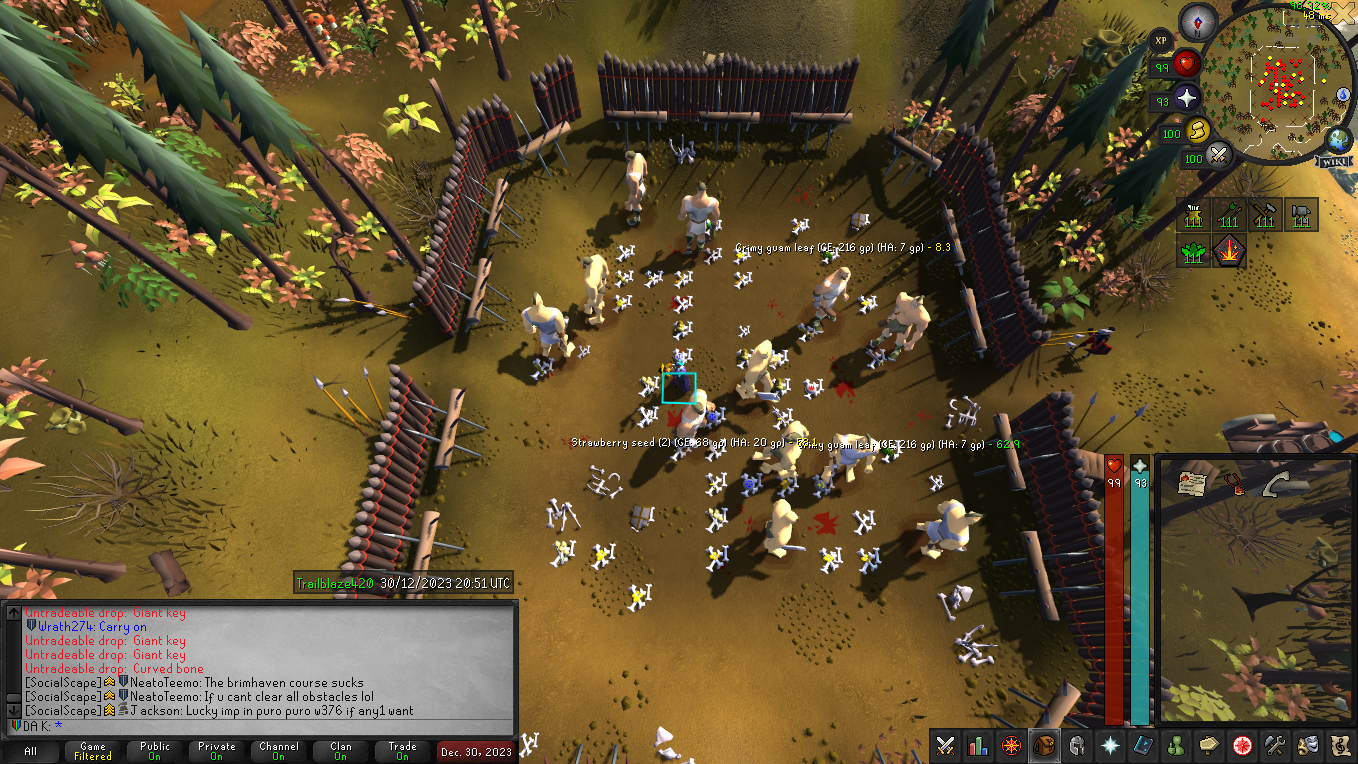 98.92%
48 ms
N
XP
99
93
100
100
WIKI
111
111
111
111
111
Grimy guam leaf (GE: 216 gp) (HA: 7 gp) - 8.3
Strawberry seed (2) (GE: 68 gp) (HA: 20 gp) -
Grimy guam leaf (GE: 216 gp) (HA: 7 gp) - 62.9
99
93
Trailblaze420 30/12/2023 20:51 UTC
Untradeable drop: Giant key
Wrath274: Carry on
Untradeable drop: Giant key
Untradeable drop: Giant key
Untradeable drop: Curved bone
[SocialScape] NeatoTeemo: The brimhaven course sucks
[SocialScape] NeatoTeemo: If u cant clear all obstacles lol
[SocialScape] J ackson: Lucky imp in puro puro w376 if any1 want
DA K: *
All
Game
Filtered
Public
On
Private
On
Channel
On
Clan
On
Trade
On
Dec. 30, 2023